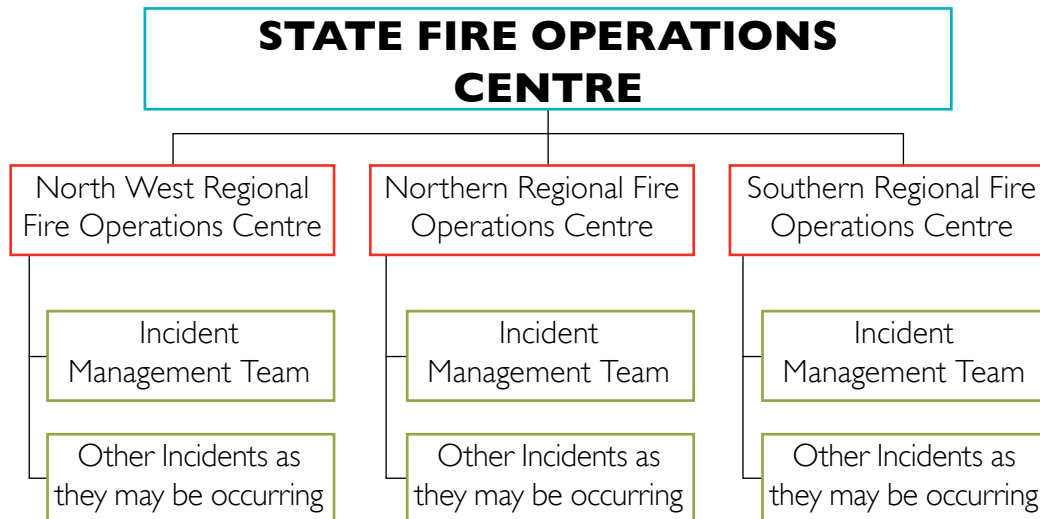 STATE FIRE OPERATIONS
CENTRE
North West Regional
Fire Operations Centre
Northern Regional Fire
Operations Centre
Southern Regional Fire
Operations Centre
Incident
Management Team
Incident
Management Team
Incident
Management Team
Other Incidents as
they may be occurring
Other Incidents as
they may be occurring
Other Incidents as
they may be occurring